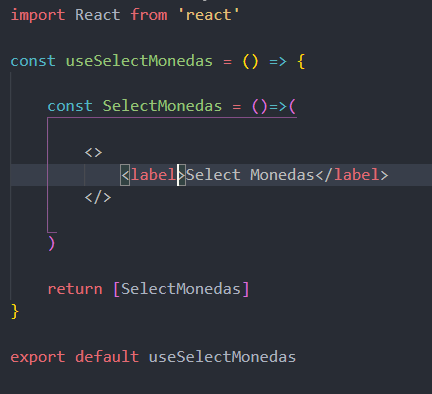 import React from 'react'
const useSelectMonedas = () => {
const SelectMonedas = ()=>(
<>
<label>Select Monedas</label>
</>
)
return [SelectMonedas]
}
export default useSelectMonedas